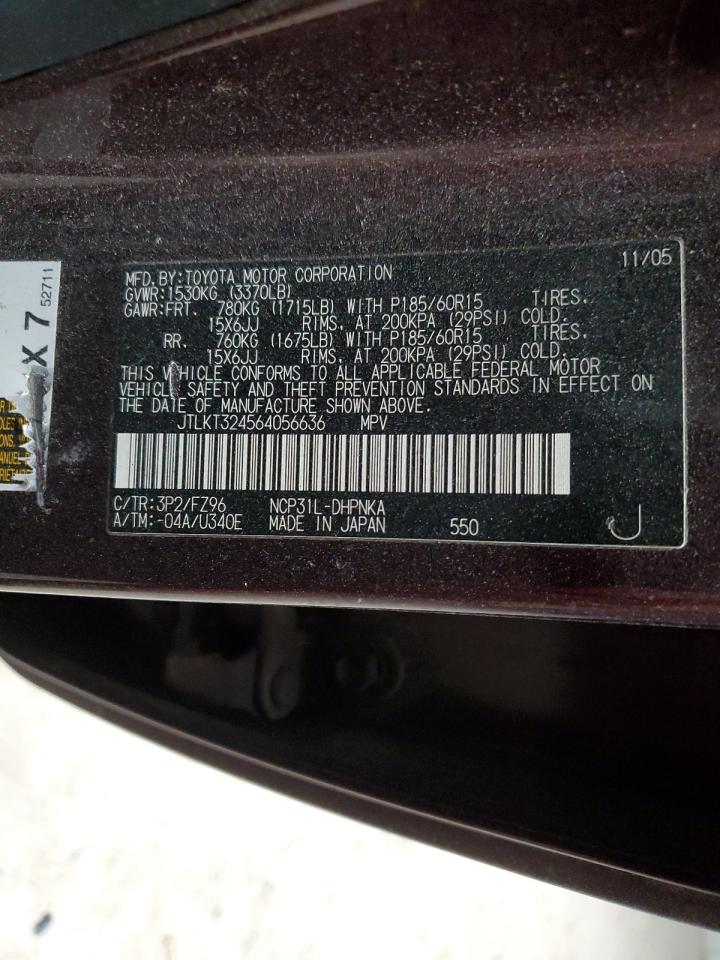 MFD.BY:TOYOTA MOTOR CORPORATION 11/05
GVWR:1530KG (3370LB)
GAWR:FRT. 780KG (1715LB) WITH P185/60R15 TIRES.
15X6JJ RIMS, AT 200KPA (29PSI) COLD.
RR. 760KG (1675LB) WITH P185/60R15 TIRES.
15X6JJ RIMS, AT 200KPA (29PSI) COLD.
THIS VEHICLE CONFORMS TO ALL APPLICABLE FEDERAL MOTOR
VEHICLE SAFETY AND THEFT PREVENTION STANDARDS IN EFFECT ON
THE DATE OF MANUFACTURE SHOWN ABOVE.
JTLKT324564056636 MPV
C/TR:3P2/FZ96 NCP31L-DHPNKA
A/TM:-04A/U340E MADE IN JAPAN 550 J
X 7
52711